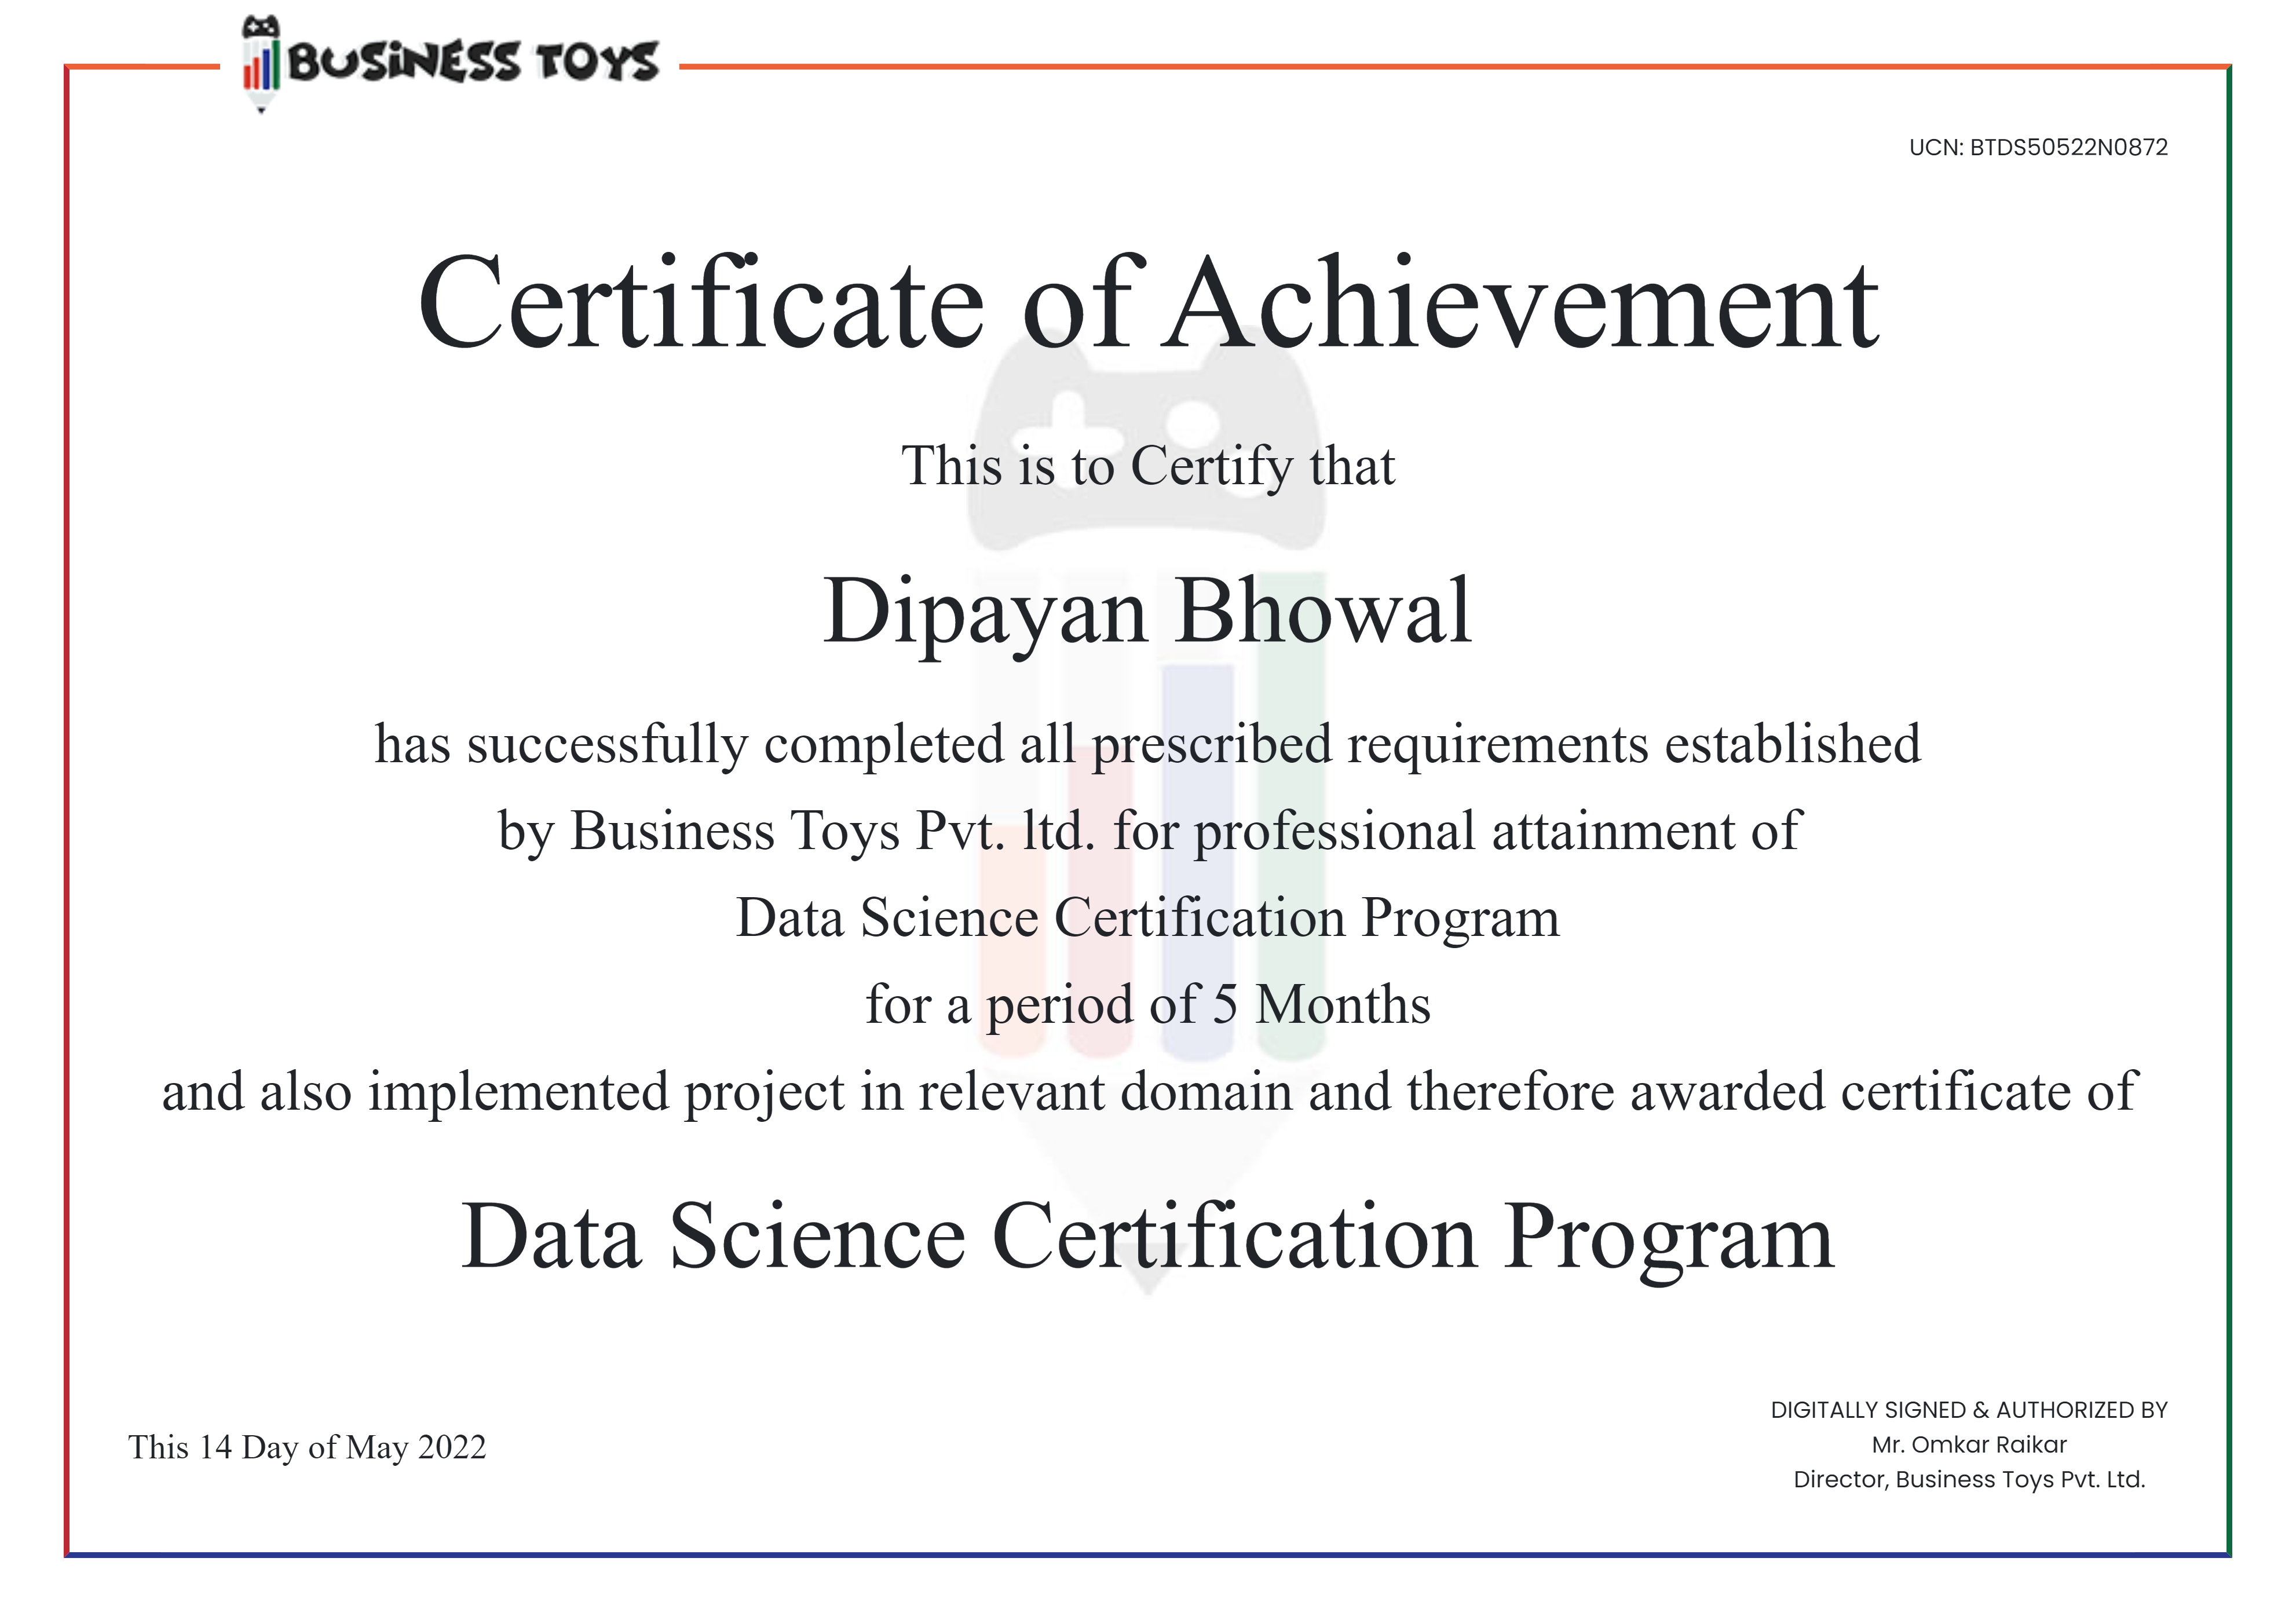 BUSINESS TOYS
UCN: BTDS50522N0872
Certificate of Achievement
This is to Certify that
Dipayan Bhowal
has successfully completed all prescribed requirements established
by Business Toys Pvt. ltd. for professional attainment of
Data Science Certification Program
for a period of 5 Months
and also implemented project in relevant domain and therefore awarded certificate of
Data Science Certification Program
This 14 Day of May 2022
DIGITALLY SIGNED & AUTHORIZED BY
Mr. Omkar Raikar
Director, Business Toys Pvt. Ltd.